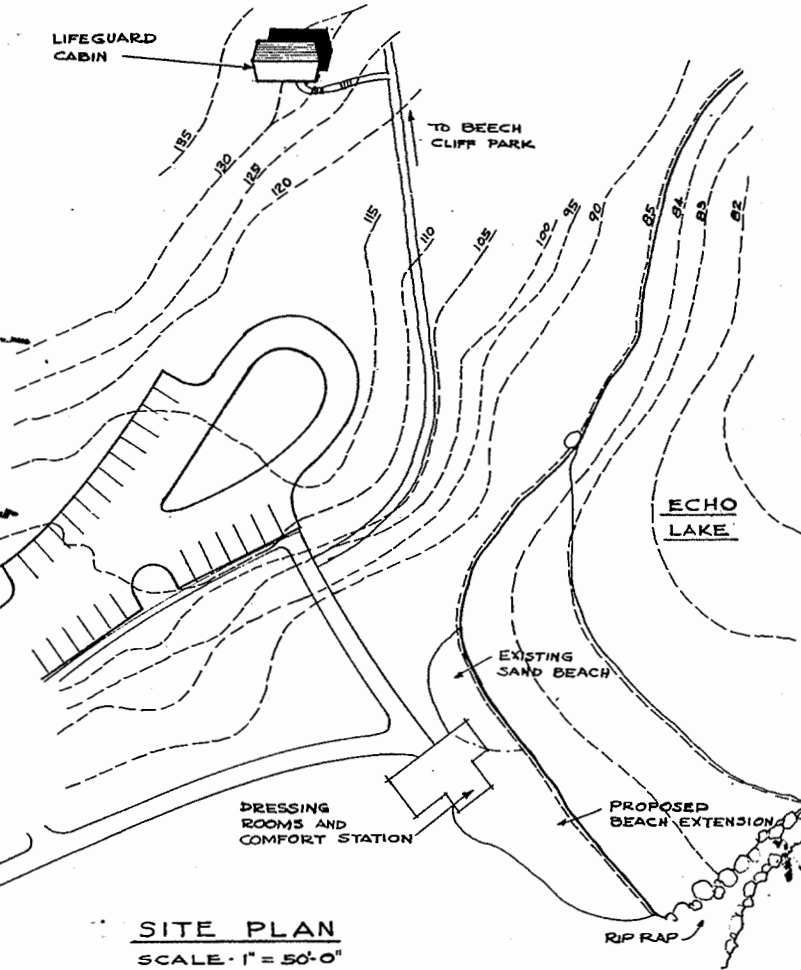 LIFEGUARD
CABIN
TO BEECH
CLIFF PARK
135
130
125
120
115
110
105
100
95
90
85
84
83
82
ECHO
LAKE
EXISTING
SAND BEACH
DRESSING
ROOMS AND
COMFORT STATION
PROPOSED
BEACH EXTENSION
RIP RAP
SITE PLAN
SCALE - 1" = 50'-0"